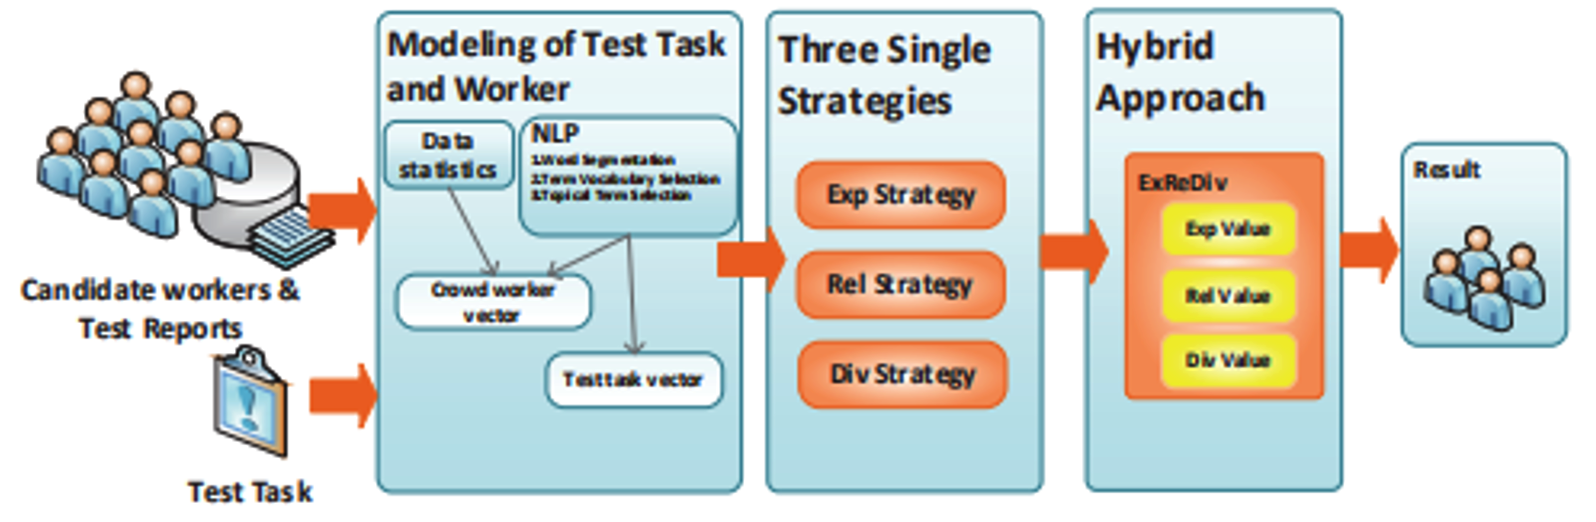 Candidate workers &
Test Reports
Test Task
Modeling of Test Task
and Worker
Data
statistics
NLP
1.Word Segmentation
2.Term Vocabulary Selection
3.Topical Term Selection
Crowd worker
vector
Test task vector
Three Single
Strategies
Exp Strategy
Rel Strategy
Div Strategy
Hybrid
Approach
ExReDiv
Exp Value
Rel Value
Div Value
Result